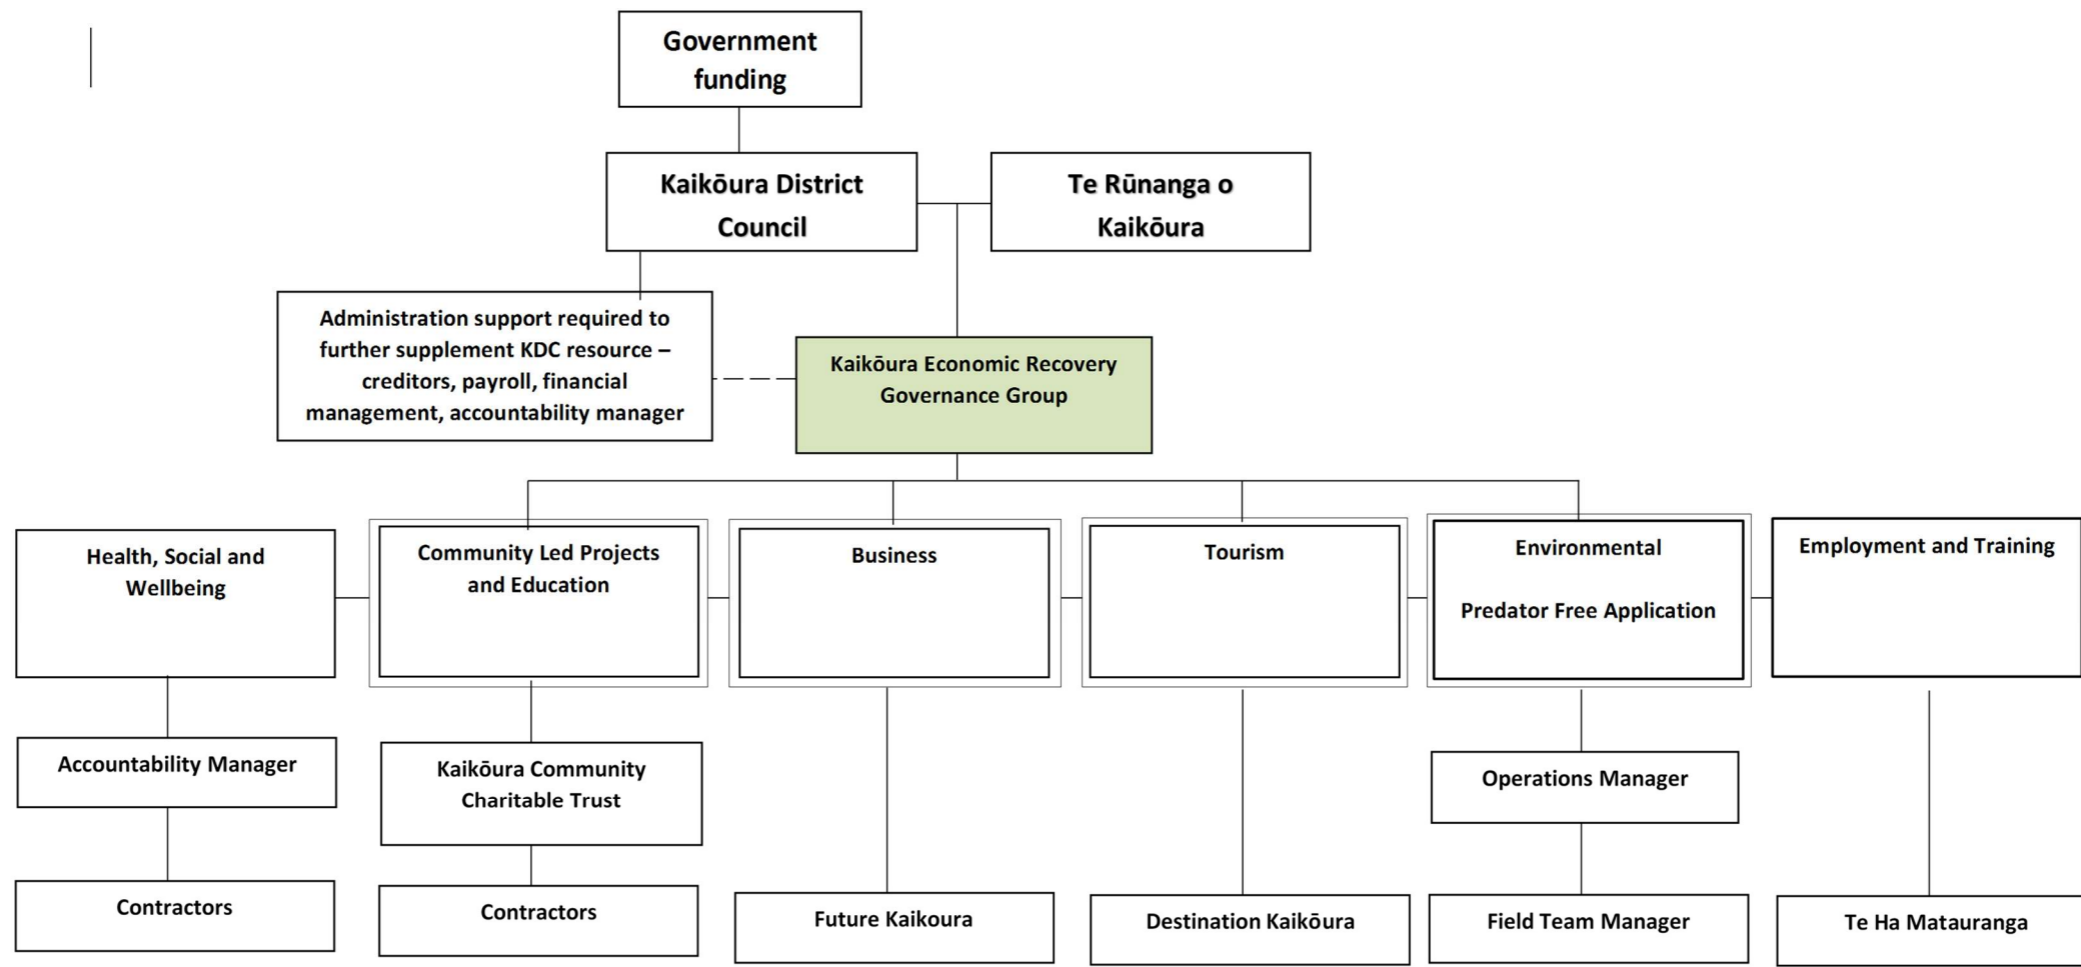 Government
funding
Kaikōura District
Council
Te Rūnanga o
Kaikōura
Administration support required to
further supplement KDC resource –
creditors, payroll, financial
management, accountability manager
Kaikōura Economic Recovery
Governance Group
Health, Social and
Wellbeing
Community Led Projects
and Education
Business
Tourism
Environmental
Predator Free Application
Employment and Training
Accountability Manager
Kaikōura Community
Charitable Trust
Operations Manager
Contractors
Contractors
Future Kaikoura
Destination Kaikōura
Field Team Manager
Te Ha Matauranga